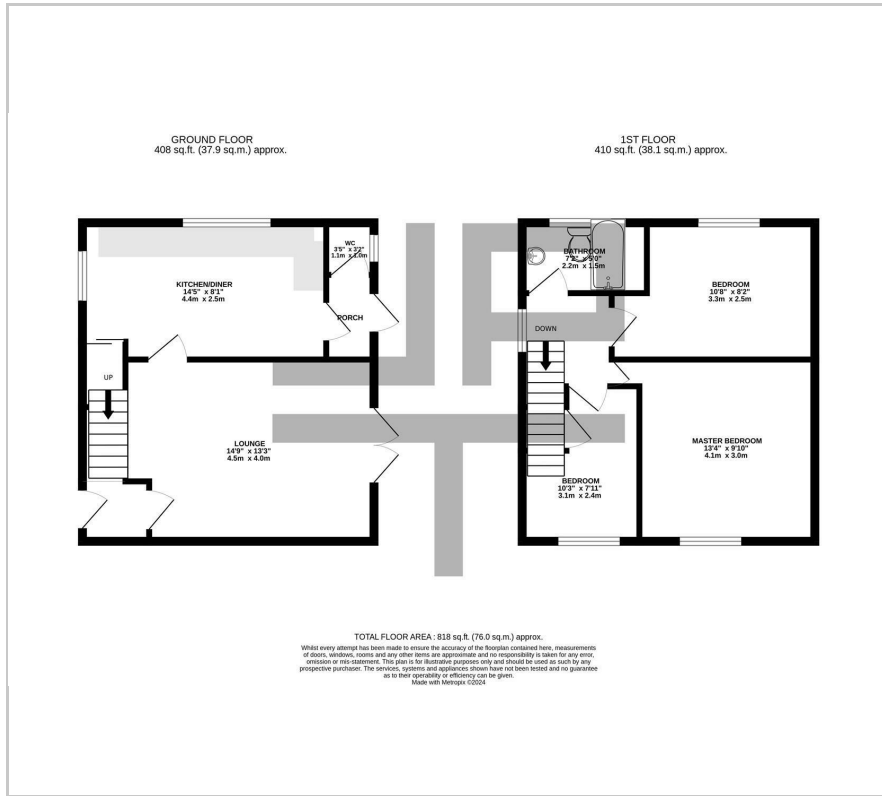 GROUND FLOOR
408 sq.ft. (37.9 sq.m.) approx.
1ST FLOOR
410 sq.ft. (38.1 sq.m.) approx.
WC
3'5" x 3'2"
1.1m x 1.0m
KITCHEN/DINER
14'5" x 8'1"
4.4m x 2.5m
PORCH
UP
LOUNGE
14'9" x 13'3"
4.5m x 4.0m
BATHROOM
7'2" x 5'0"
2.2m x 1.5m
BEDROOM
10'8" x 8'2"
3.3m x 2.5m
DOWN
MASTER BEDROOM
13'4" x 9'10"
4.1m x 3.0m
BEDROOM
10'3" x 7'11"
3.1m x 2.4m
TOTAL FLOOR AREA : 818 sq.ft. (76.0 sq.m.) approx.
Whilst every attempt has been made to ensure the accuracy of the floorplan contained here, measurements
of doors, windows, rooms and any other items are approximate and no responsibility is taken for any error,
omission or mis-statement. This plan is for illustrative purposes only and should be used as such by any
prospective purchaser. The services, systems and appliances shown have not been tested and no guarantee
as to their operability or efficiency can be given.
Made with Metropix ©2024